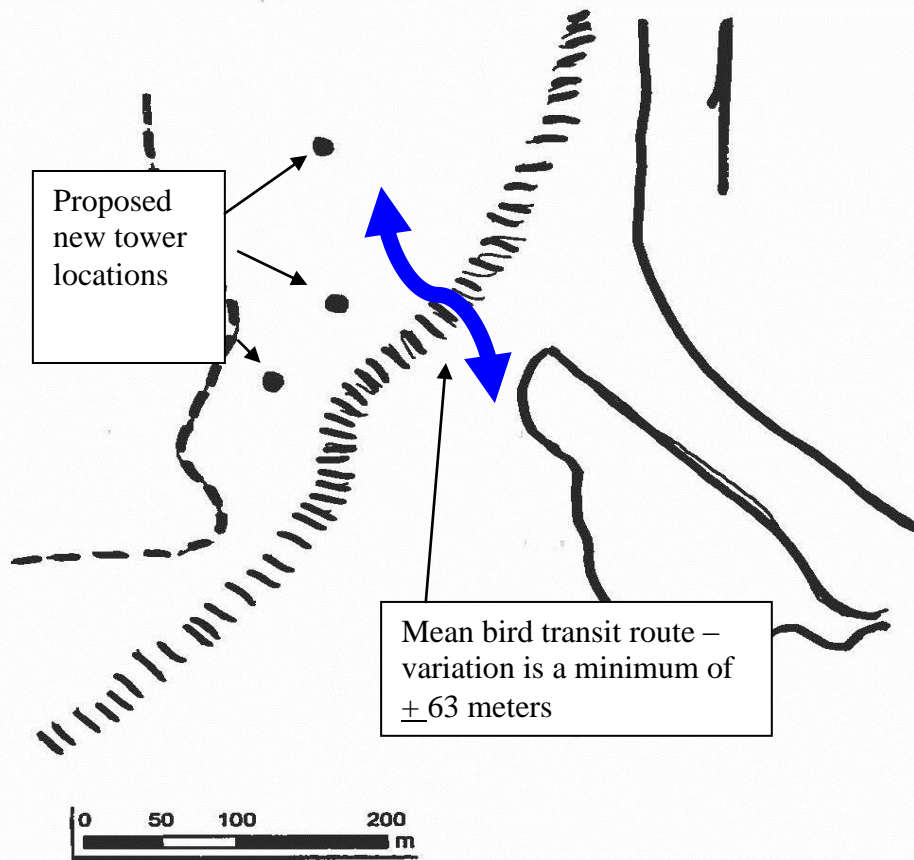 Proposed
new tower
locations
Mean bird transit route –
variation is a minimum of
+ 63 meters
0 50 100 200
m